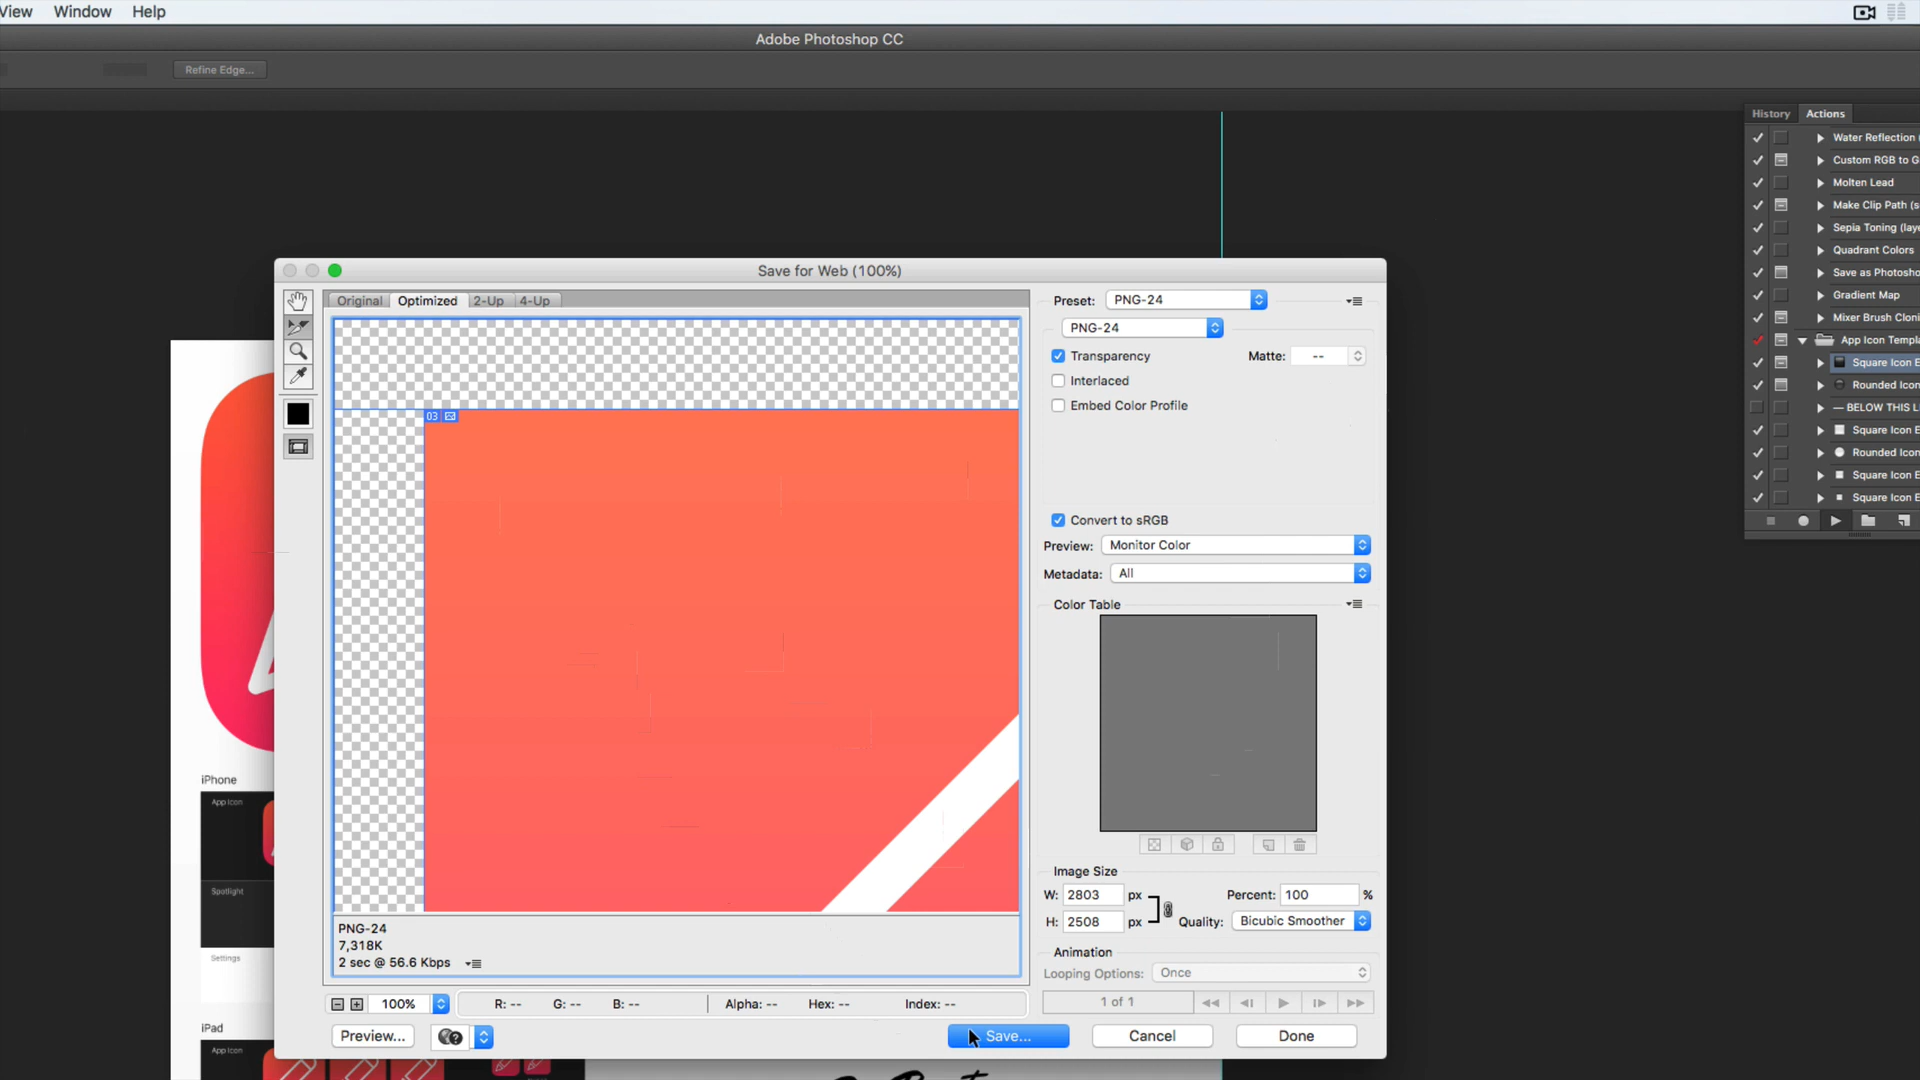 View Window Help
Adobe Photoshop CC
Refine Edge...
History Actions
Water Reflection
Custom RGB to G
Molten Lead
Make Clip Path (s
Sepia Toning (laye
Quadrant Colors
Save as Photosho
Gradient Map
Mixer Brush Cloni
App Icon Templa
Square Icon E
Rounded Icon
— BELOW THIS L
Square Icon E
Rounded Icon
Square Icon E
Square Icon E
Save for Web (100%)
Original Optimized 2-Up 4-Up
Preset: PNG-24
PNG-24
Transparency Matte: --
Interlaced
Embed Color Profile
03
Convert to sRGB
Preview: Monitor Color
Metadata: All
Color Table
Image Size
W: 2803 px Percent: 100 %
H: 2508 px Quality: Bicubic Smoother
Animation
Looping Options: Once
1 of 1
PNG-24
7,318K
2 sec @ 56.6 Kbps
100% R: -- G: -- B: -- Alpha: -- Hex: -- Index: --
Preview... Save... Cancel Done
iPhone
App Icon
Spotlight
Settings
iPad
App Icon